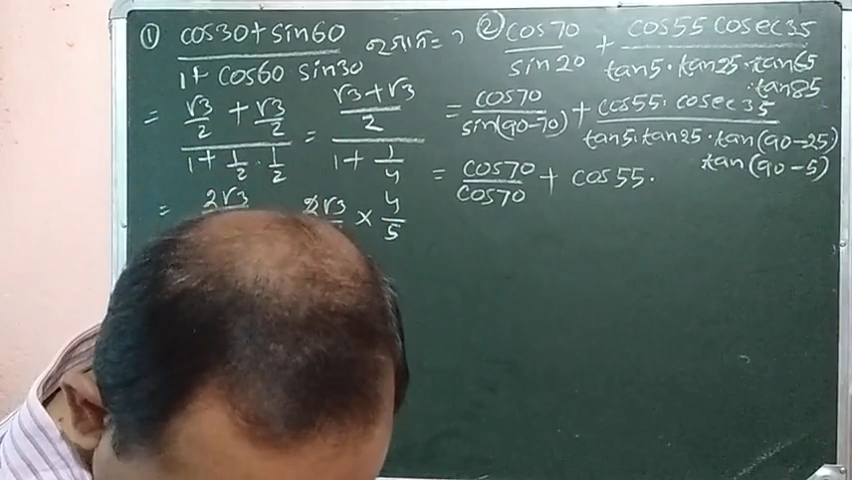 ① cos30+sin60 / 1+ cos60 sin30 ମାନ = ?
= √3/2 + √3/2 / 1+ 1/2 · 1/2 = √3+√3 / 2 / 1 + 1/4
= 2√3 2√3 × 4/5
② cos70 / sin20 + cos55 cosec35 / tan5 · tan25 · tan65 · tan85
= cos70 / sin(90-70) + cos55 · cosec35 / tan5 · tan25 · tan(90-25) tan(90-5)
= cos70 / cos70 + cos55 ·